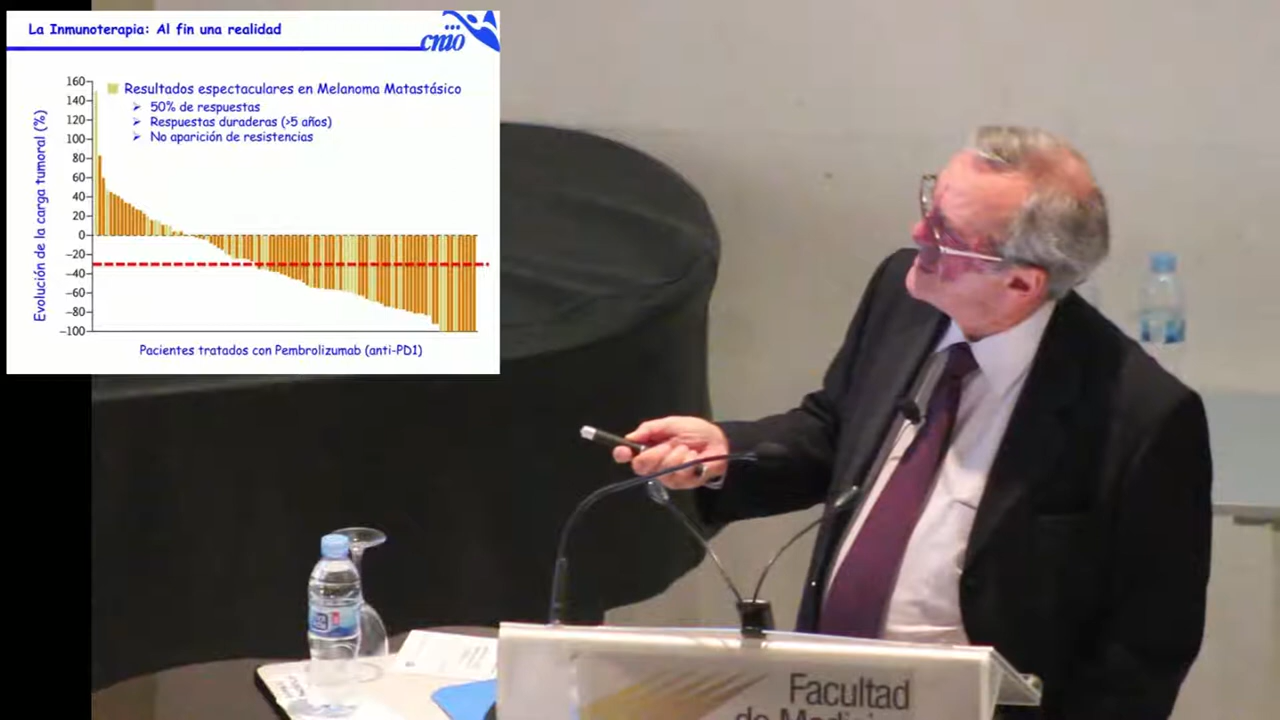 La Inmunoterapia: Al fin una realidad
cnio
Resultados espectaculares en Melanoma Matastásico
50% de respuestas
Respuestas duraderas (>5 años)
No aparición de resistencias
Evolución de la carga tumoral (%)
160
140
120
100
80
60
40
20
0
−20
−40
−60
−80
−100
Pacientes tratados con Pembrolizumab (anti-PD1)
Facultad
de Medicin